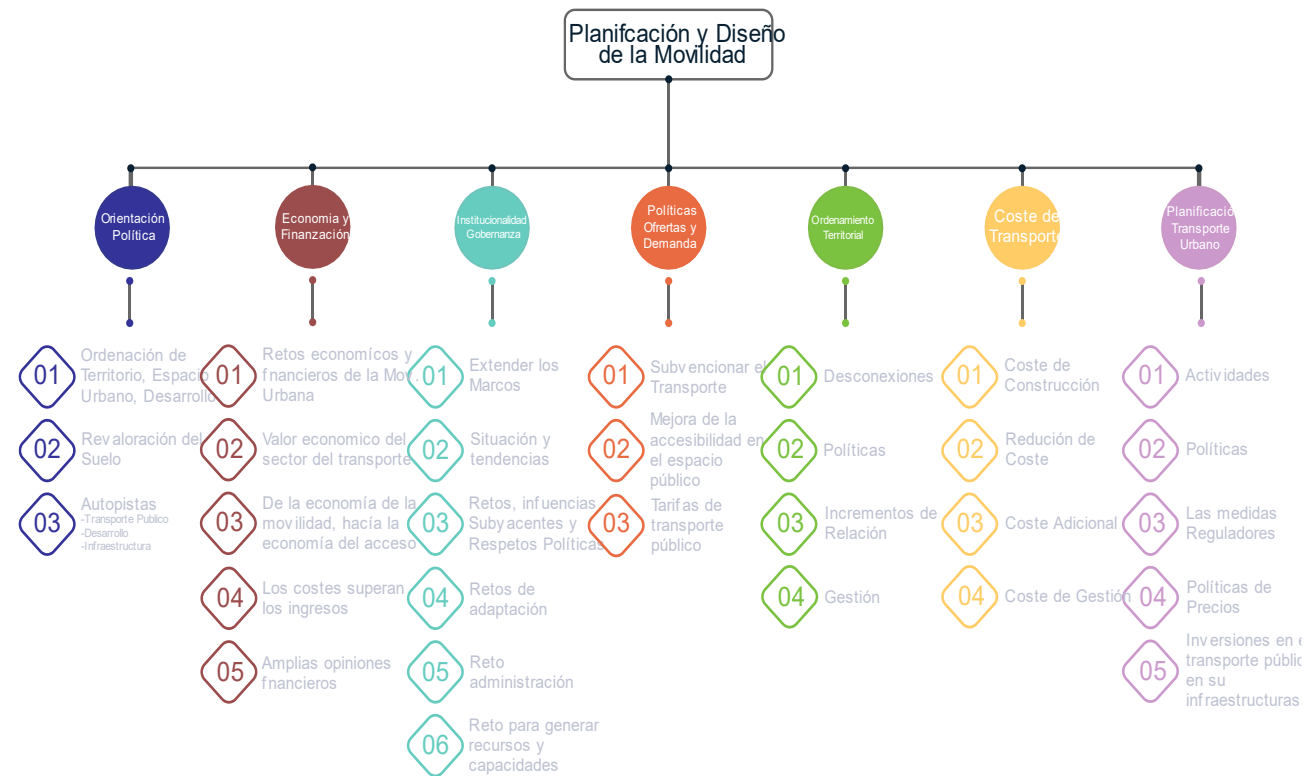 Planifcación y Diseño
de la Movilidad
Orientación
Política
Economia y
Finanzación
Institucionalidad
Gobernanza
Políticas
Ofrertas y
Demanda
Ordenamiento
Territorial
Coste de
Transporte
Planificació
Transporte
Urbano
01
Ordenación de
Territorio, Espacio
Urbano, Desarrollo
02
Revaloración del
Suelo
03
Autopistas
-Transporte Publico
-Desarrollo
-Infraestructura
01
Retos economícos y
fnancieros de la Mov.
Urbana
02
Valor economico del
sector del transporte
03
De la economía de la
movilidad, hacía la
economía del acceso
04
Los costes superan
los ingresos
05
Amplias opiniones
fnancieros
01
Extender los
Marcos
02
Situación y
tendencias
03
Retos, infuencias
Subyacentes y
Respetos Políticas
04
Retos de
adaptación
05
Reto
administración
06
Reto para generar
recursos y
capacidades
01
Subvencionar el
Transporte
02
Mejora de la
accesibilidad en
el espacio
público
03
Tarifas de
transporte
público
01
Desconexiones
02
Políticas
03
Incrementos de
Relación
04
Gestión
01
Coste de
Construcción
02
Redución de
Coste
03
Coste Adicional
04
Coste de Gestión
01
Actividades
02
Políticas
03
Las medidas
Reguladores
04
Políticas de
Precios
05
Inversiones en e
transporte públic
en su
infraestructuras